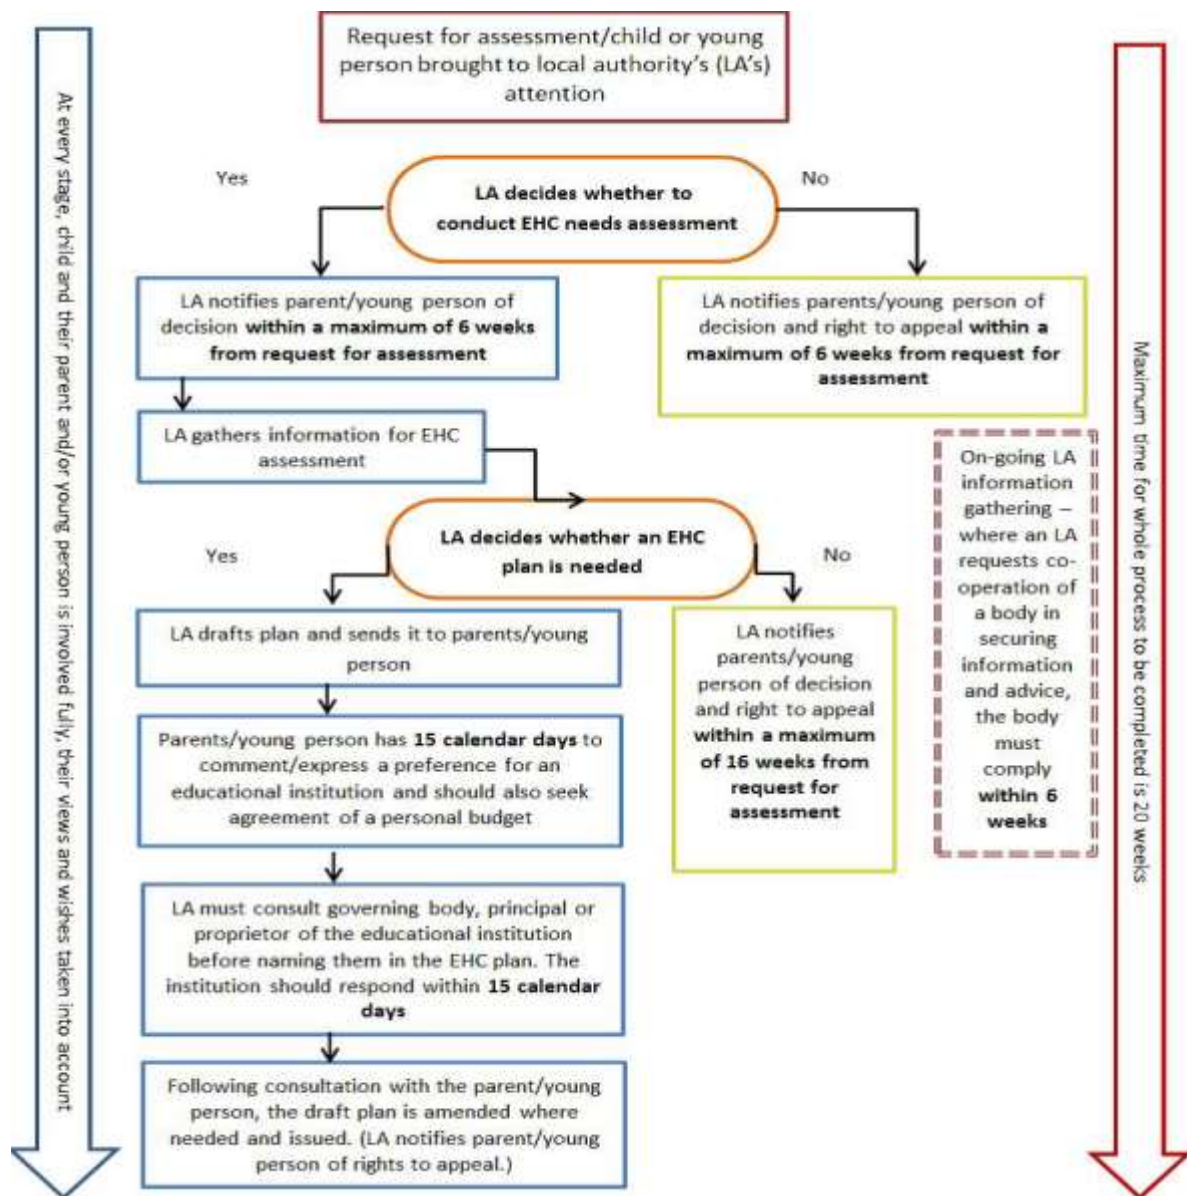 Request for assessment/child or young
person brought to local authority's (LA's)
attention
Yes
LA decides whether to
conduct EHC needs assessment
No
LA notifies parent/young person of
decision within a maximum of 6 weeks
from request for assessment
LA notifies parents/young person of
decision and right to appeal within a
maximum of 6 weeks from request for
assessment
LA gathers information for EHC
assessment
On-going LA
information
gathering –
where an LA
requests co-
operation of
a body in
securing
information
and advice,
the body
must
comply
within 6
weeks
Yes
LA decides whether an EHC
plan is needed
No
LA drafts plan and sends it to parents/young
person
LA notifies
parents/young
person of decision
and right to appeal
within a maximum
of 16 weeks from
request for
assessment
Parents/young person has 15 calendar days to
comment/express a preference for an
educational institution and should also seek
agreement of a personal budget
LA must consult governing body, principal or
proprietor of the educational institution
before naming them in the EHC plan. The
institution should respond within 15 calendar
days
Following consultation with the parent/young
person, the draft plan is amended where
needed and issued. (LA notifies parent/young
person of rights to appeal.)
At every stage, child and their parent and/or young person is involved fully, their views and wishes taken into account
Maximum time for whole process to be completed is 20 weeks